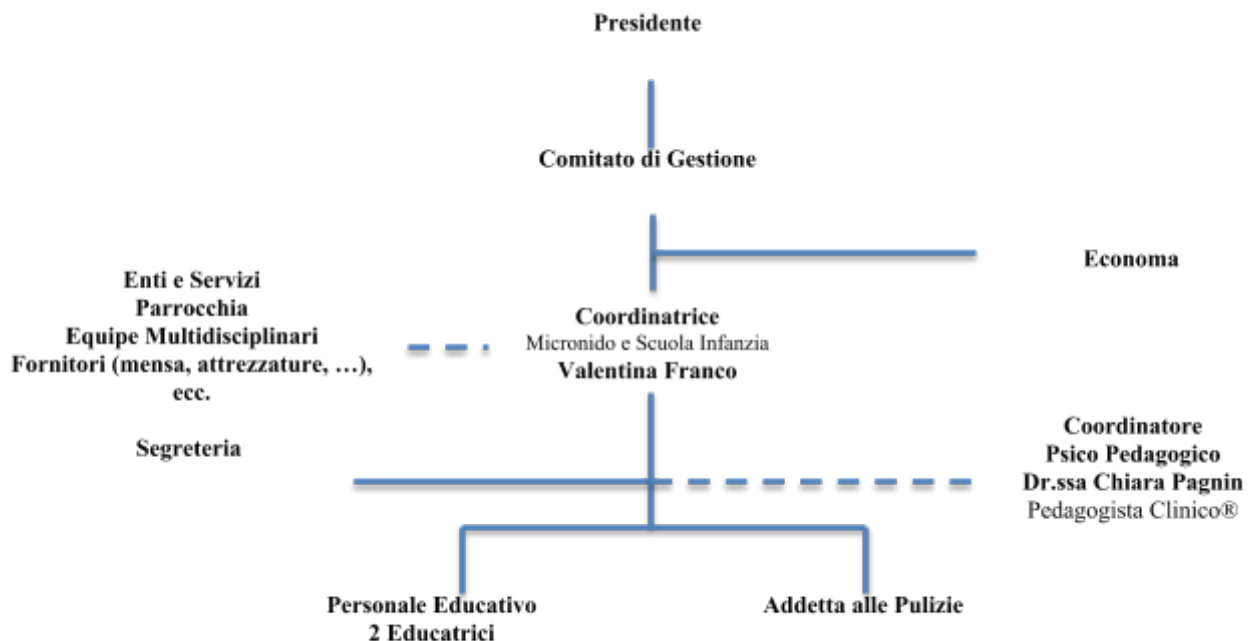 Presidente
Comitato di Gestione
Economa
Enti e Servizi
Parrocchia
Equipe Multidisciplinari
Fornitori (mensa, attrezzature, …),
ecc.
Coordinatrice
Micronido e Scuola Infanzia
Valentina Franco
Segreteria
Coordinatore
Psico Pedagogico
Dr.ssa Chiara Pagnin
Pedagogista Clinico®
Personale Educativo
2 Educatrici
Addetta alle Pulizie